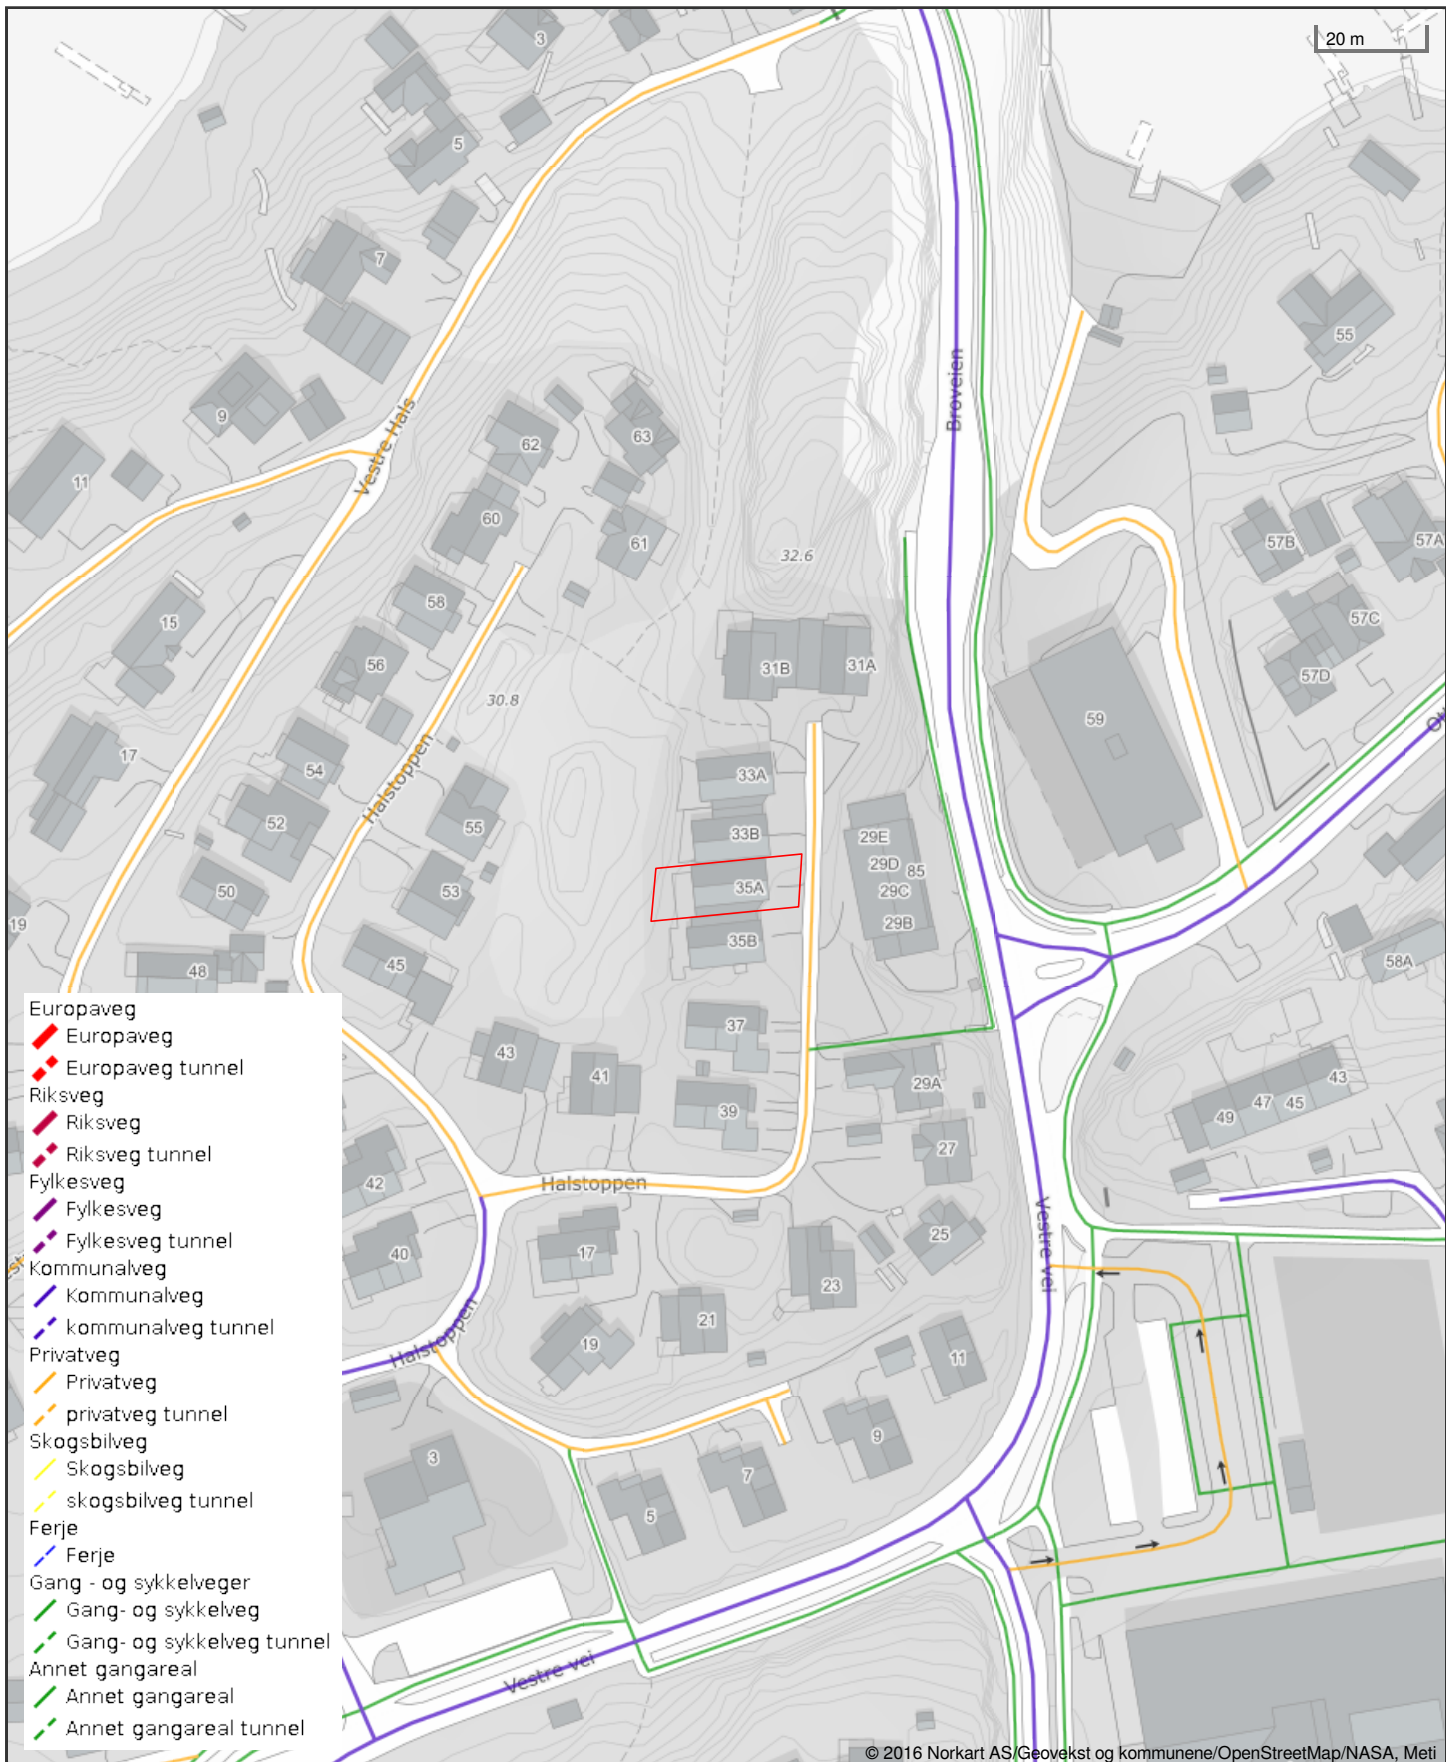 20 m
3
5
7
9
11
Vestre Hals
62
63
60
61
32.6
Broveien
55
57B
57A
57C
57D
15
58
56
31B
31A
30.8
59
17
54
Halstoppen
33A
52
55
33B
29E
29D
85
50
53
35A
29C
29B
19
35B
48
45
58A
37
43
41
29A
39
43
45
47
49
27
42
Halstoppen
Vestre vei
40
17
25
23
21
19
11
Halstoppen
9
3
7
5
Vestre vei
Europaveg
Europaveg
Europaveg tunnel
Riksveg
Riksveg
Riksveg tunnel
Fylkesveg
Fylkesveg
Fylkesveg tunnel
Kommunalveg
Kommunalveg
kommunalveg tunnel
Privatveg
Privatveg
privatveg tunnel
Skogsbilveg
Skogsbilveg
skogsbilveg tunnel
Ferje
Ferje
Gang - og sykkelveger
Gang- og sykkelveg
Gang- og sykkelveg tunnel
Annet gangareal
Annet gangareal
Annet gangareal tunnel
© 2016 Norkart AS/Geovekst og kommunene/OpenStreetMap/NASA, Meti